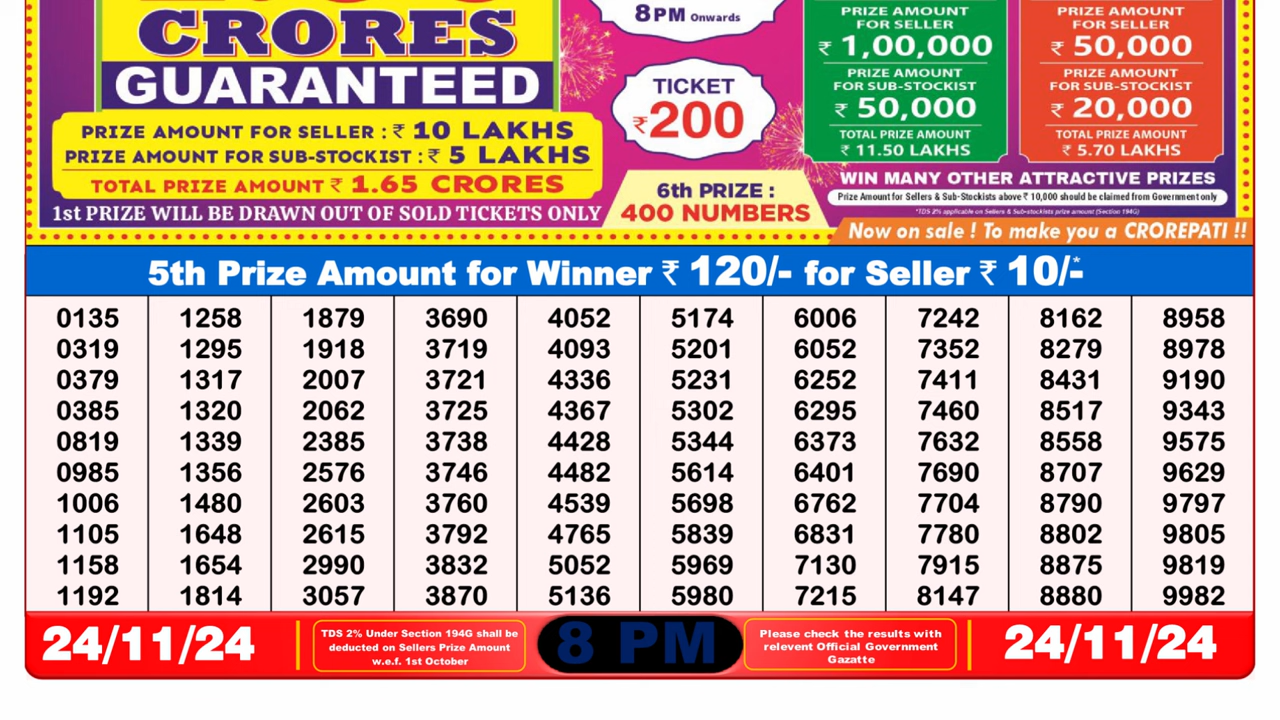 CRORES
GUARANTEED
PRIZE AMOUNT FOR SELLER : ₹ 10 LAKHS
PRIZE AMOUNT FOR SUB-STOCKIST : ₹ 5 LAKHS
TOTAL PRIZE AMOUNT ₹ 1.65 CRORES
1st PRIZE WILL BE DRAWN OUT OF SOLD TICKETS ONLY
8PM Onwards
TICKET
₹200
6th PRIZE :
400 NUMBERS
PRIZE AMOUNT
FOR SELLER
₹ 1,00,000
PRIZE AMOUNT
FOR SUB-STOCKIST
₹ 50,000
TOTAL PRIZE AMOUNT
₹ 11.50 LAKHS
PRIZE AMOUNT
FOR SELLER
₹ 50,000
PRIZE AMOUNT
FOR SUB-STOCKIST
₹ 20,000
TOTAL PRIZE AMOUNT
₹ 5.70 LAKHS
WIN MANY OTHER ATTRACTIVE PRIZES
Prize Amount for Sellers & Sub-Stockists above ₹ 10,000 should be claimed from Government only
*TDS 2% applicable on Sellers & Sub-stockists prize amount (Section 194G)
Now on sale ! To make you a CROREPATI !!
5th Prize Amount for Winner ₹ 120/- for Seller ₹ 10/-*
0135 1258 1879 3690 4052 5174 6006 7242 8162 8958
0319 1295 1918 3719 4093 5201 6052 7352 8279 8978
0379 1317 2007 3721 4336 5231 6252 7411 8431 9190
0385 1320 2062 3725 4367 5302 6295 7460 8517 9343
0819 1339 2385 3738 4428 5344 6373 7632 8558 9575
0985 1356 2576 3746 4482 5614 6401 7690 8707 9629
1006 1480 2603 3760 4539 5698 6762 7704 8790 9797
1105 1648 2615 3792 4765 5839 6831 7780 8802 9805
1158 1654 2990 3832 5052 5969 7130 7915 8875 9819
1192 1814 3057 3870 5136 5980 7215 8147 8880 9982
24/11/24
TDS 2% Under Section 194G shall be
deducted on Sellers Prize Amount
w.e.f. 1st October
8 PM
Please check the results with
relevent Official Government
Gazatte
24/11/24